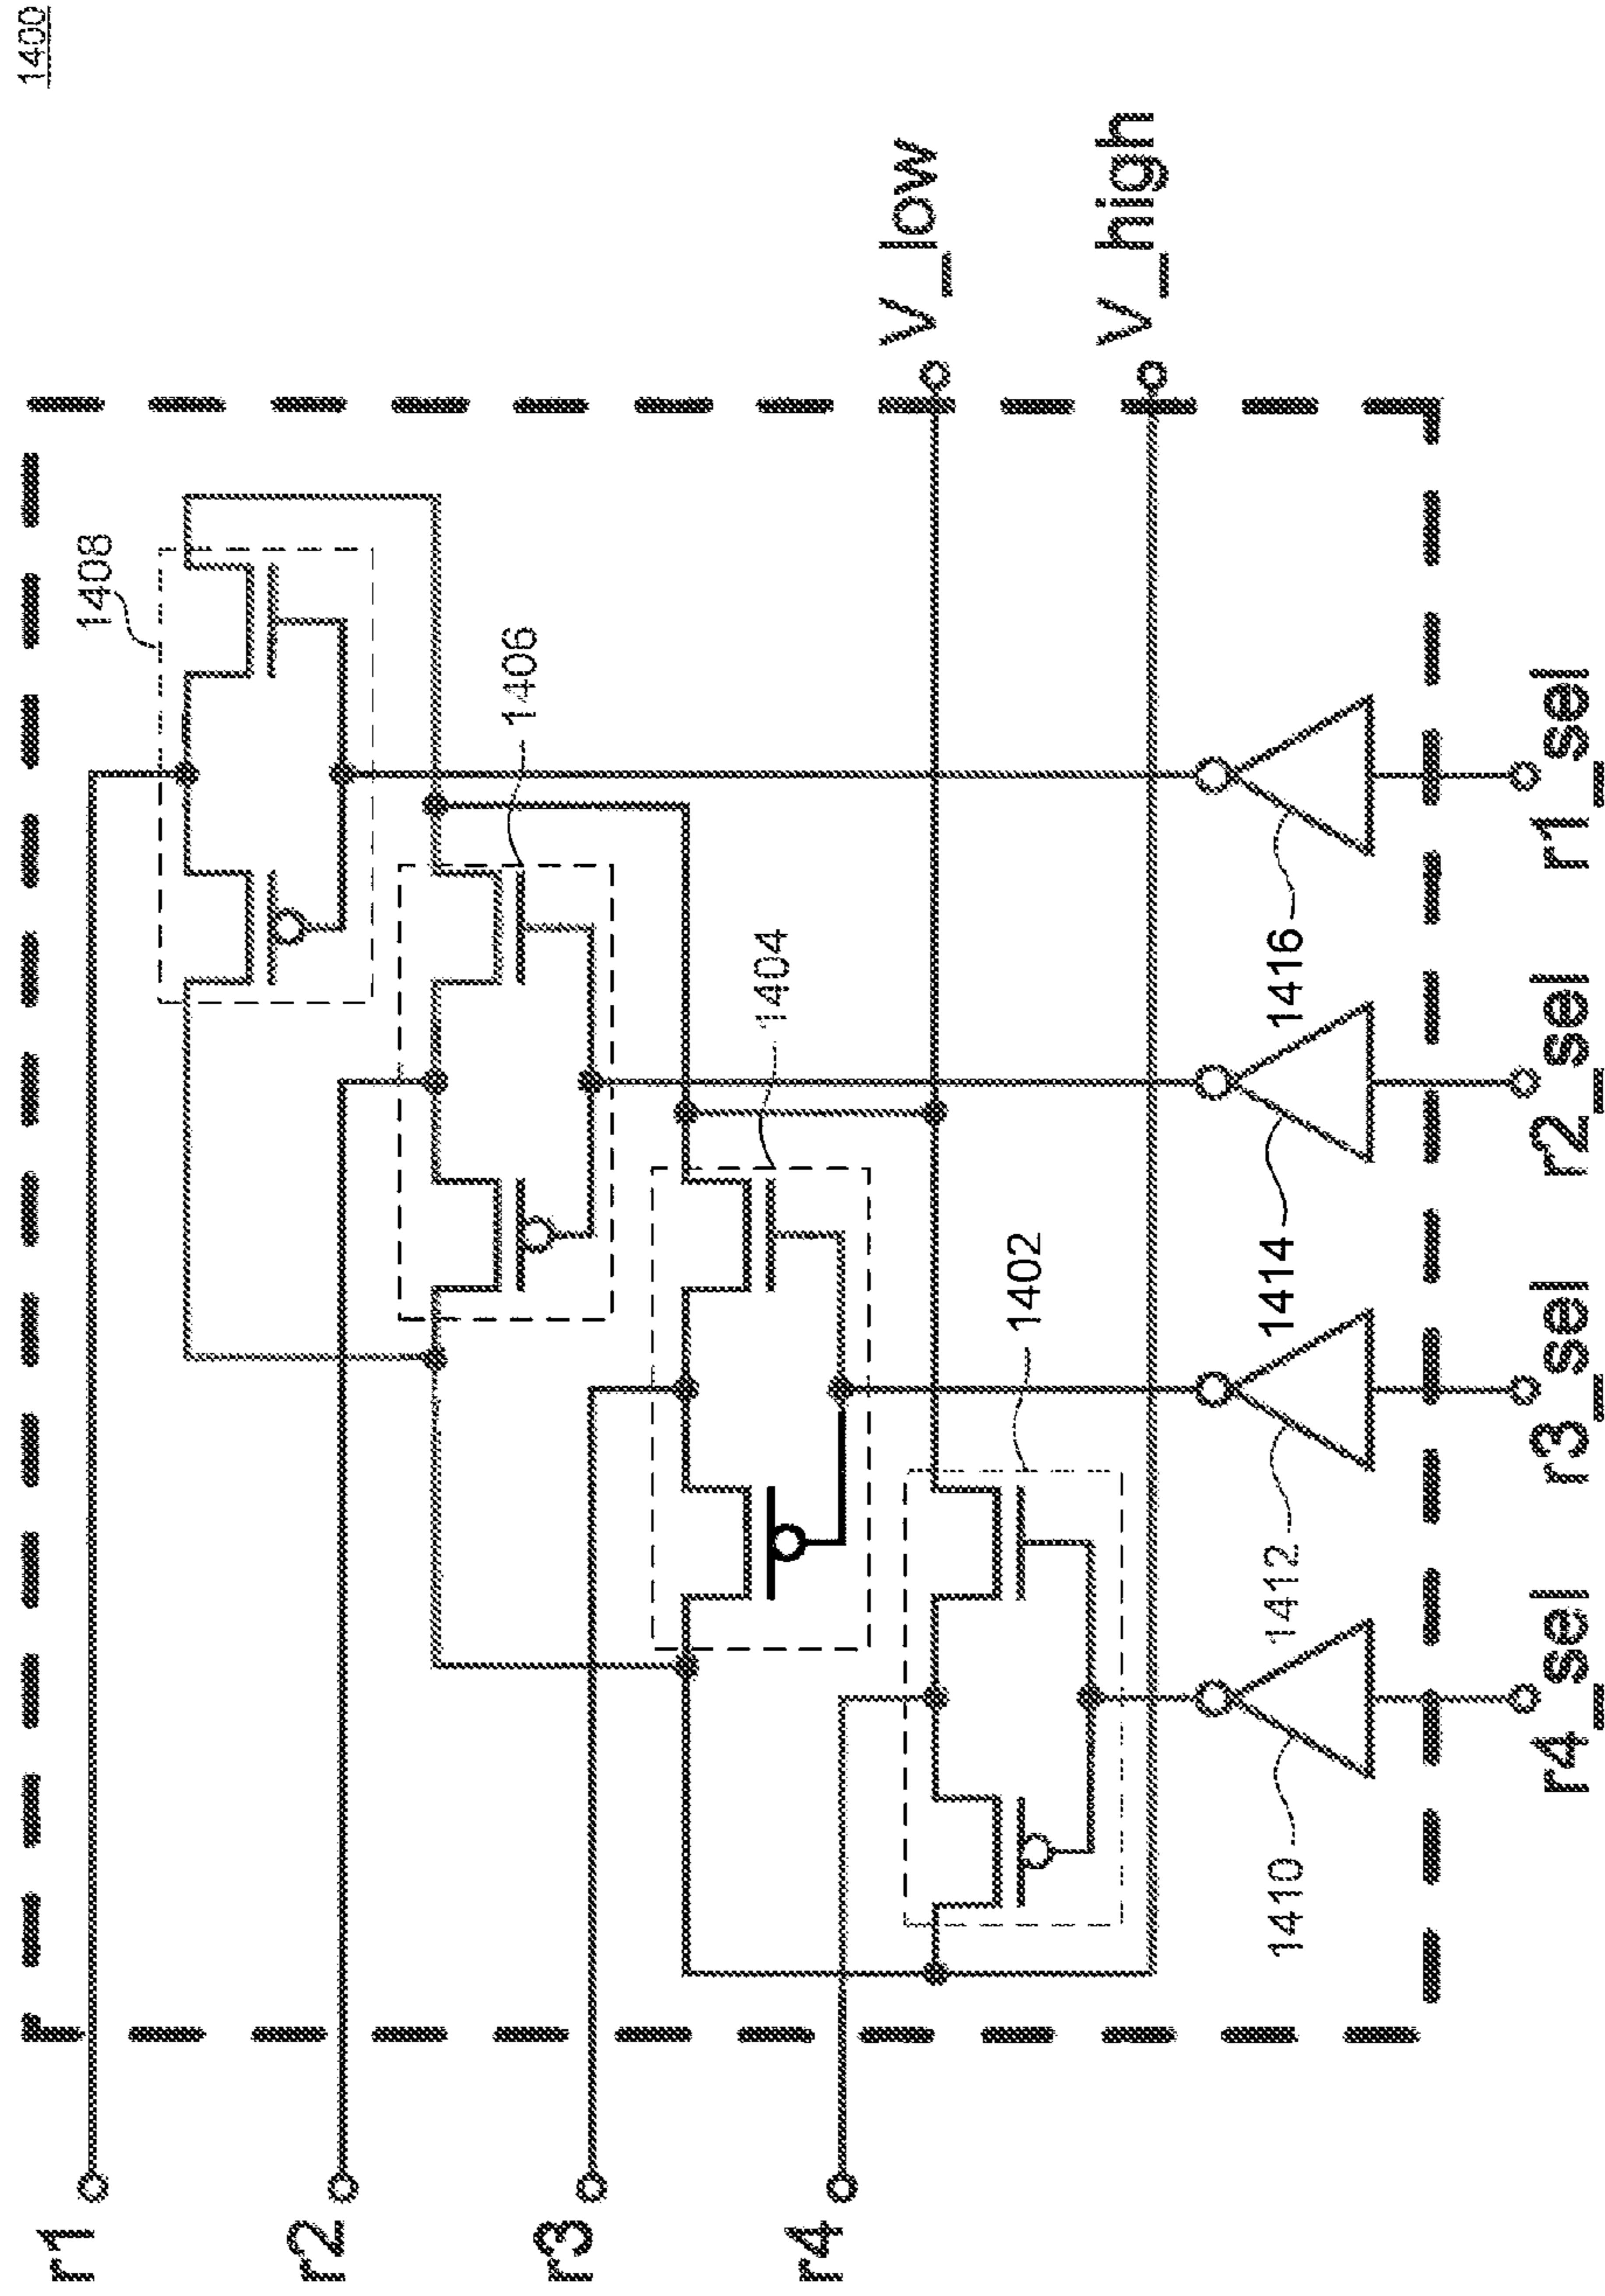 1400
r1
r2
r3
r4
1408
1406
1404
1402
V_low
V_high
1410
1412
1414
1416
r4_sel
r3_sel
r2_sel
r1_sel